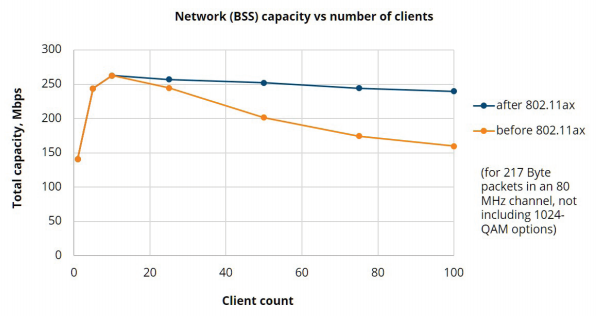 Network (BSS) capacity vs number of clients
Total capacity, Mbps
300
250
200
150
100
50
0
0 20 40 60 80 100
Client count
after 802.11ax
before 802.11ax
(for 217 Byte
packets in an 80
MHz channel, not
including 1024-
QAM options)